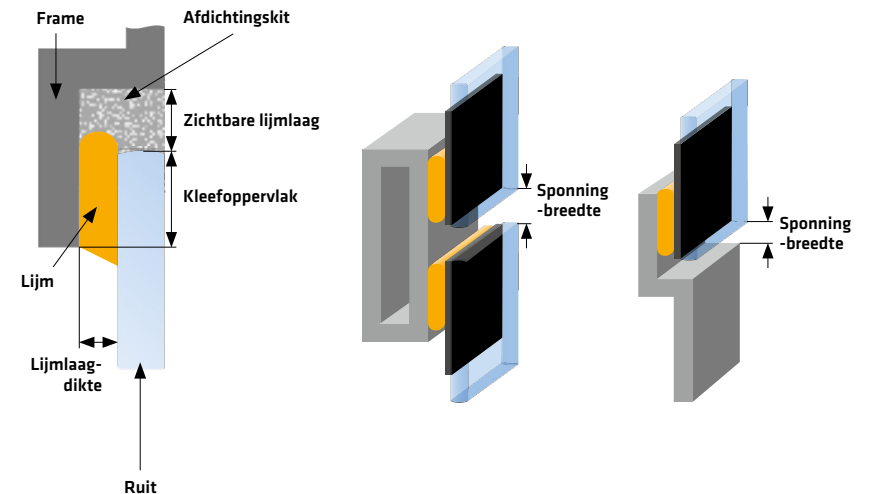 Frame
Afdichtingskit
Zichtbare lijmlaag
Kleefoppervlak
Lijm
Lijmlaag-
dikte
Ruit
Sponning
-breedte
Sponning
-breedte